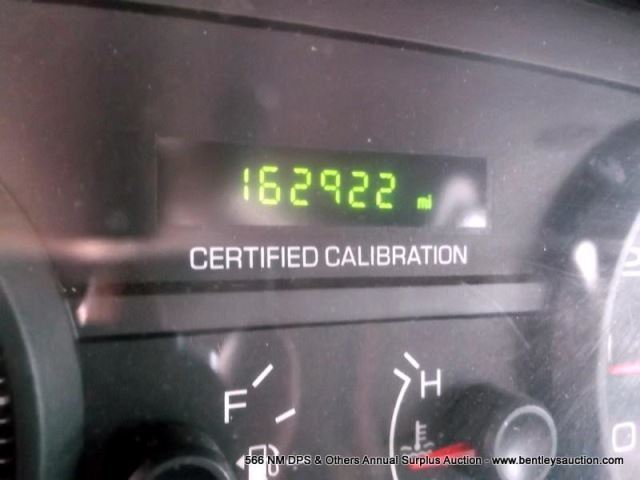 162922 mi
CERTIFIED CALIBRATION
F
H
566 NM DPS & Others Annual Surplus Auction - www.bentleysauction.com